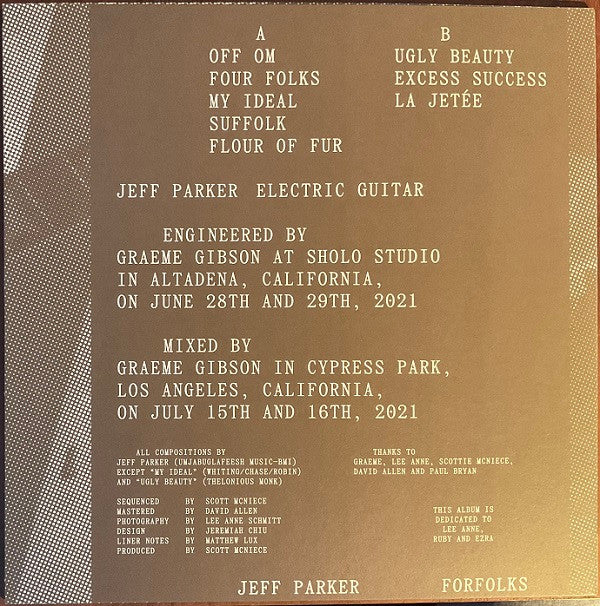 A
OFF OM
FOUR FOLKS
MY IDEAL
SUFFOLK
FLOUR OF FUR
B
UGLY BEAUTY
EXCESS SUCCESS
LA JETÉE
JEFF PARKER ELECTRIC GUITAR
ENGINEERED BY
GRAEME GIBSON AT SHOLO STUDIO
IN ALTADENA, CALIFORNIA,
ON JUNE 28TH AND 29TH, 2021
MIXED BY
GRAEME GIBSON IN CYPRESS PARK,
LOS ANGELES, CALIFORNIA,
ON JULY 15TH AND 16TH, 2021
ALL COMPOSITIONS BY
JEFF PARKER (UMJABUGLAFEESH MUSIC-BMI)
EXCEPT "MY IDEAL" (WHITING/CHASE/ROBIN)
AND "UGLY BEAUTY" (THELONIOUS MONK)
SEQUENCED BY SCOTT MCNIECE
MASTERED BY DAVID ALLEN
PHOTOGRAPHY BY LEE ANNE SCHMITT
DESIGN BY JEREMIAH CHIU
LINER NOTES BY MATTHEW LUX
PRODUCED BY SCOTT MCNIECE
THANKS TO
GRAEME, LEE ANNE, SCOTTIE MCNIECE,
DAVID ALLEN AND PAUL BRYAN
THIS ALBUM IS
DEDICATED TO
LEE ANNE,
RUBY AND EZRA
JEFF PARKER FORFOLKS